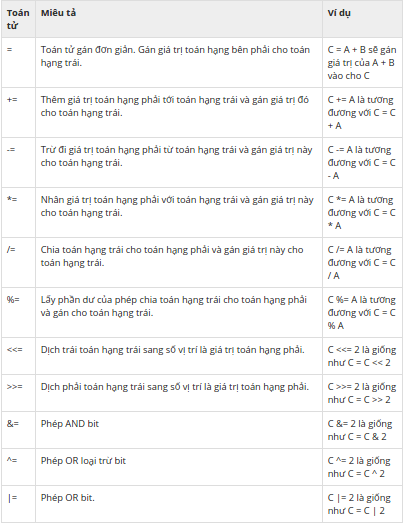 Toán tử
Miêu tả
Ví dụ
=
Toán tử gán đơn giản. Gán giá trị toán hạng bên phải cho toán
hạng trái.
C = A + B sẽ gán
giá trị của A + B
vào cho C
+=
Thêm giá trị toán hạng phải tới toán hạng trái và gán giá trị đó
cho toán hạng trái.
C += A là tương
đương với C = C
+ A
-=
Trừ đi giá trị toán hạng phải từ toán hạng trái và gán giá trị này
cho toán hạng trái.
C -= A là tương
đương với C = C
- A
*=
Nhân giá trị toán hạng phải với toán hạng trái và gán giá trị này
cho toán hạng trái.
C *= A là tương
đương với C = C
* A
/=
Chia toán hạng trái cho toán hạng phải và gán giá trị này cho
toán hạng trái.
C /= A là tương
đương với C = C
/ A
%=
Lấy phần dư của phép chia toán hạng trái cho toán hạng phải
và gán cho toán hạng trái.
C %= A là tương
đương với C = C
% A
<<=
Dịch trái toán hạng trái sang số vị trí là giá trị toán hạng phải.
C <<= 2 là giống
như C = C << 2
>>=
Dịch phải toán hạng trái sang số vị trí là giá trị toán hạng phải.
C >>= 2 là giống
như C = C >> 2
&=
Phép AND bit
C &= 2 là giống
như C = C & 2
^=
Phép OR loại trừ bit
C ^= 2 là giống
như C = C ^ 2
|=
Phép OR bit.
C |= 2 là giống
như C = C | 2